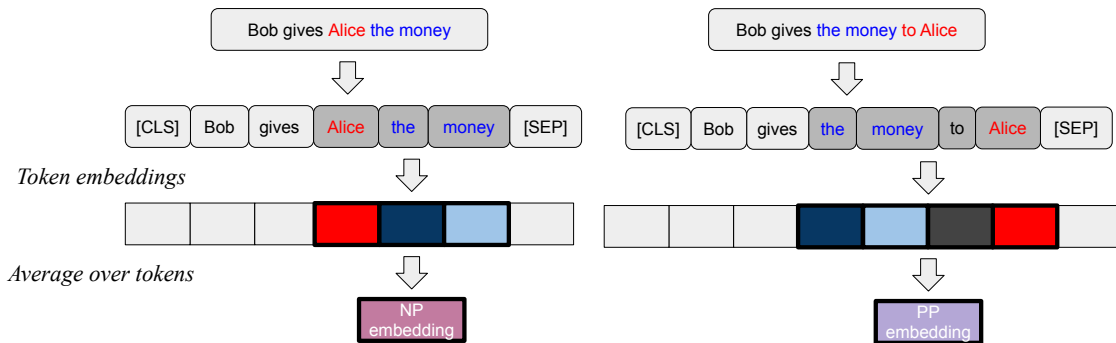 Bob gives Alice the money
[CLS] Bob gives Alice the money [SEP]
Token embeddings
Average over tokens
NP
embedding
Bob gives the money to Alice
[CLS] Bob gives the money to Alice [SEP]
PP
embedding